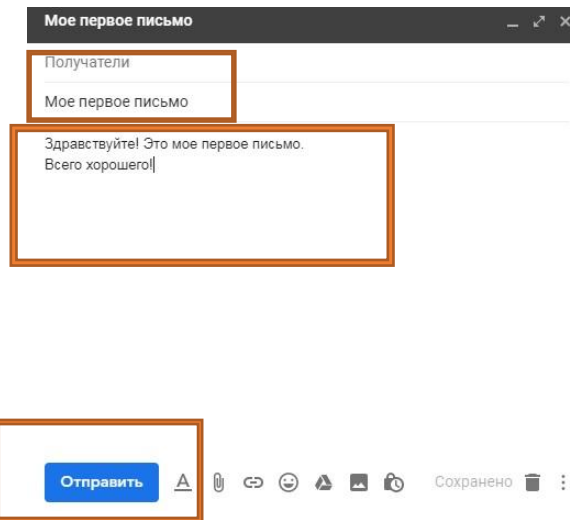 Мое первое письмо
Получатели
Мое первое письмо
Здравствуйте! Это мое первое письмо.
Всего хорошего!
Отправить
Сохранено